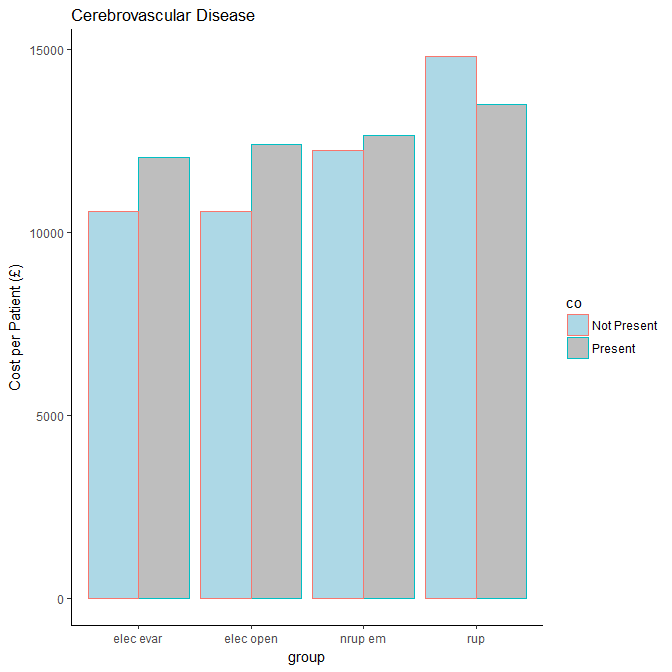 Cerebrovascular Disease
15000
10000
5000
0
Cost per Patient (£)
elec evar
elec open
nrup em
rup
group
co
Not Present
Present